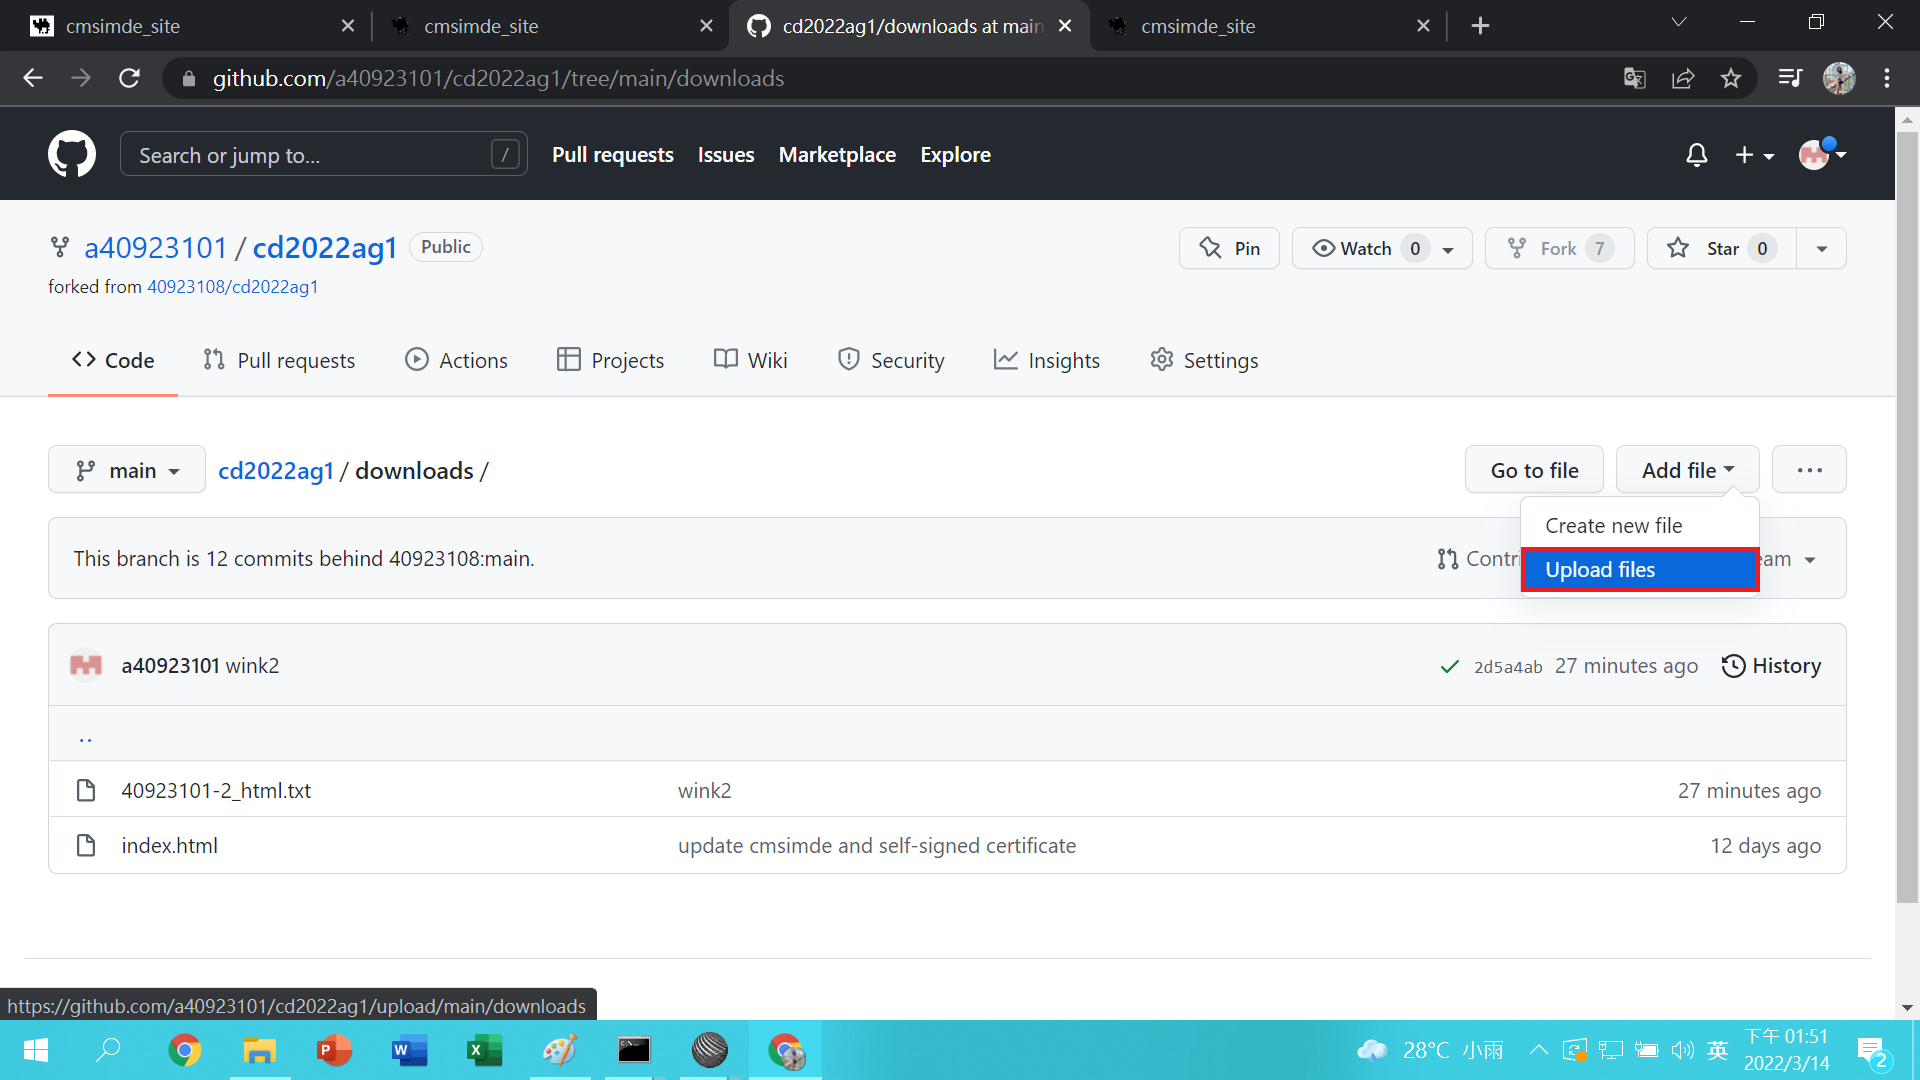 cmsimde_site
cmsimde_site
cd2022ag1/downloads at main
cmsimde_site
github.com/a40923101/cd2022ag1/tree/main/downloads
Search or jump to... /
Pull requests Issues Marketplace Explore
a40923101 / cd2022ag1 Public
Pin
Watch 0
Fork 7
Star 0
forked from 40923108/cd2022ag1
Code Pull requests Actions Projects Wiki Security Insights Settings
main
cd2022ag1 / downloads /
Go to file
Add file
Create new file
Upload files
This branch is 12 commits behind 40923108:main.
Contri
eam
a40923101 wink2
2d5a4ab 27 minutes ago History
..
40923101-2_html.txt wink2 27 minutes ago
index.html update cmsimde and self-signed certificate 12 days ago
https://github.com/a40923101/cd2022ag1/upload/main/downloads
28°C 小雨
英
下午 01:51
2022/3/14
2